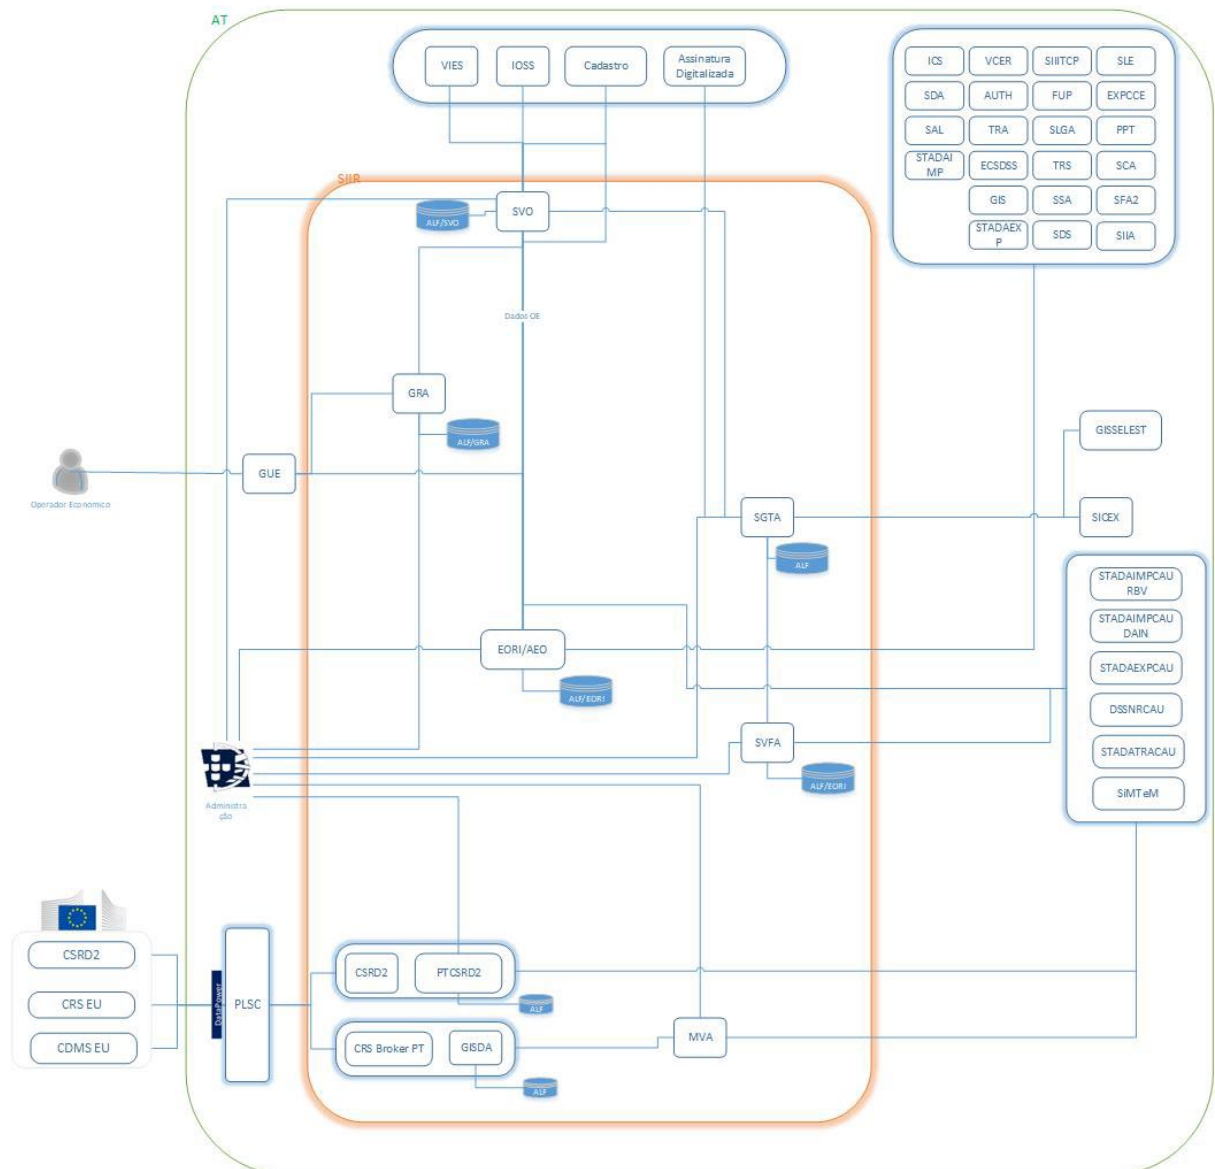 AT
VIES
IOSS
Cadastro
Assinatura
Digitalizada
ICS
VCER
SIIITCP
SLE
SDA
AUTH
FUP
EXPCCE
SAL
TRA
SLGA
PPT
STADAI
MP
ECSDSS
TRS
SCA
GIS
SSA
SFA2
STADAEX
P
SDS
SIIA
SIIR
SVO
ALF/SVO
Dados OE
GRA
ALF/GRA
GISSELEST
GUE
Operador Economico
SGTA
SICEX
ALF
STADAIMPCAU
RBV
STADAIMPCAU
DAIN
EORI/AEO
STADAEXPCAU
ALF/EORI
DSSNRCAU
SVFA
STADATRACAU
ALF/EORI
SiMTeM
Administra
ção
CSRD2
CRS EU
CDMS EU
DataPower
PLSC
CSRD2
PTCSRD2
ALF
CRS Broker PT
GISDA
MVA
ALF